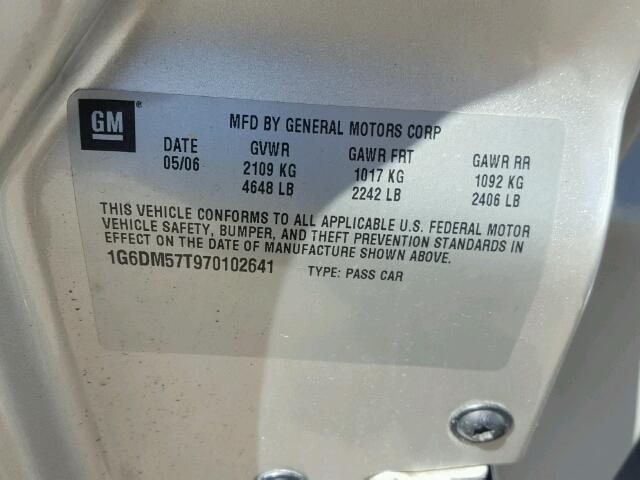 GM ®
MFD BY GENERAL MOTORS CORP
DATE GVWR GAWR FRT GAWR RR
05/06 2109 KG 1017 KG 1092 KG
4648 LB 2242 LB 2406 LB
THIS VEHICLE CONFORMS TO ALL APPLICABLE U.S. FEDERAL MOTOR
VEHICLE SAFETY, BUMPER, AND THEFT PREVENTION STANDARDS IN
EFFECT ON THE DATE OF MANUFACTURE SHOWN ABOVE.
1G6DM57T970102641 TYPE: PASS CAR